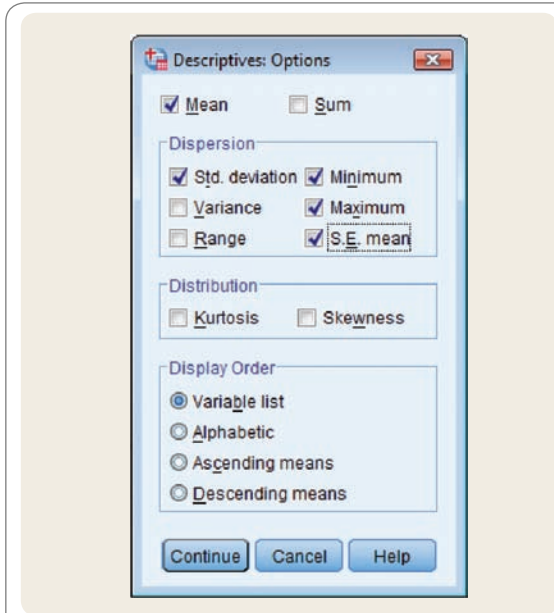 Descriptives: Options
Mean Sum
Dispersion
Std. deviation Minimum
Variance Maximum
Range S.E. mean
Distribution
Kurtosis Skewness
Display Order
Variable list
Alphabetic
Ascending means
Descending means
Continue Cancel Help